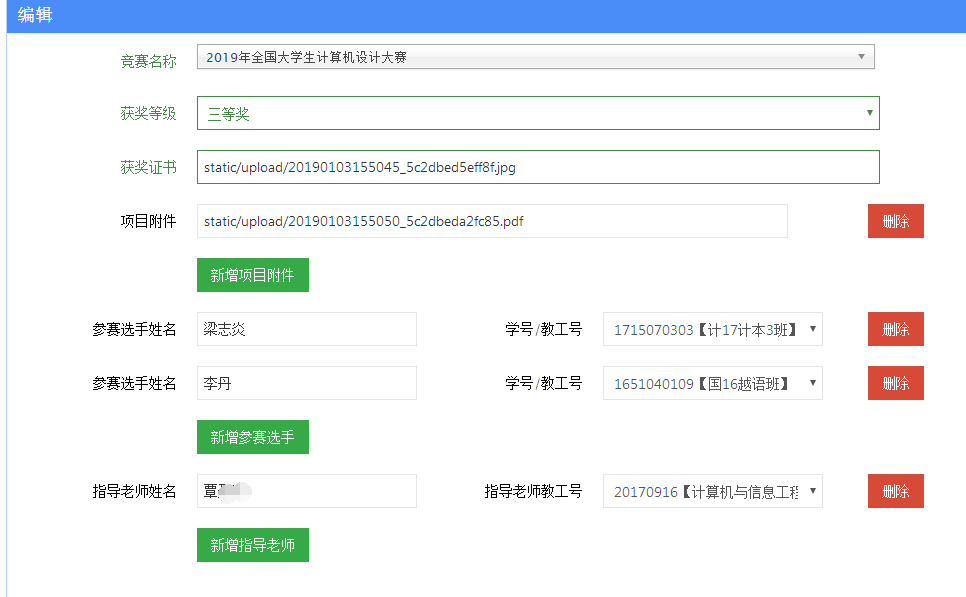 编辑
竞赛名称 2019年全国大学生计算机设计大赛
获奖等级 三等奖
获奖证书 static/upload/20190103155045_5c2dbed5eff8f.jpg
项目附件 static/upload/20190103155050_5c2dbeda2fc85.pdf 删除
新增项目附件
参赛选手姓名 梁志炎 学号/教工号 1715070303【计17计本3班】 删除
参赛选手姓名 李丹 学号/教工号 1651040109【国16越语班】 删除
新增参赛选手
指导老师姓名 覃 指导老师教工号 20170916【计算机与信息工程 删除
新增指导老师